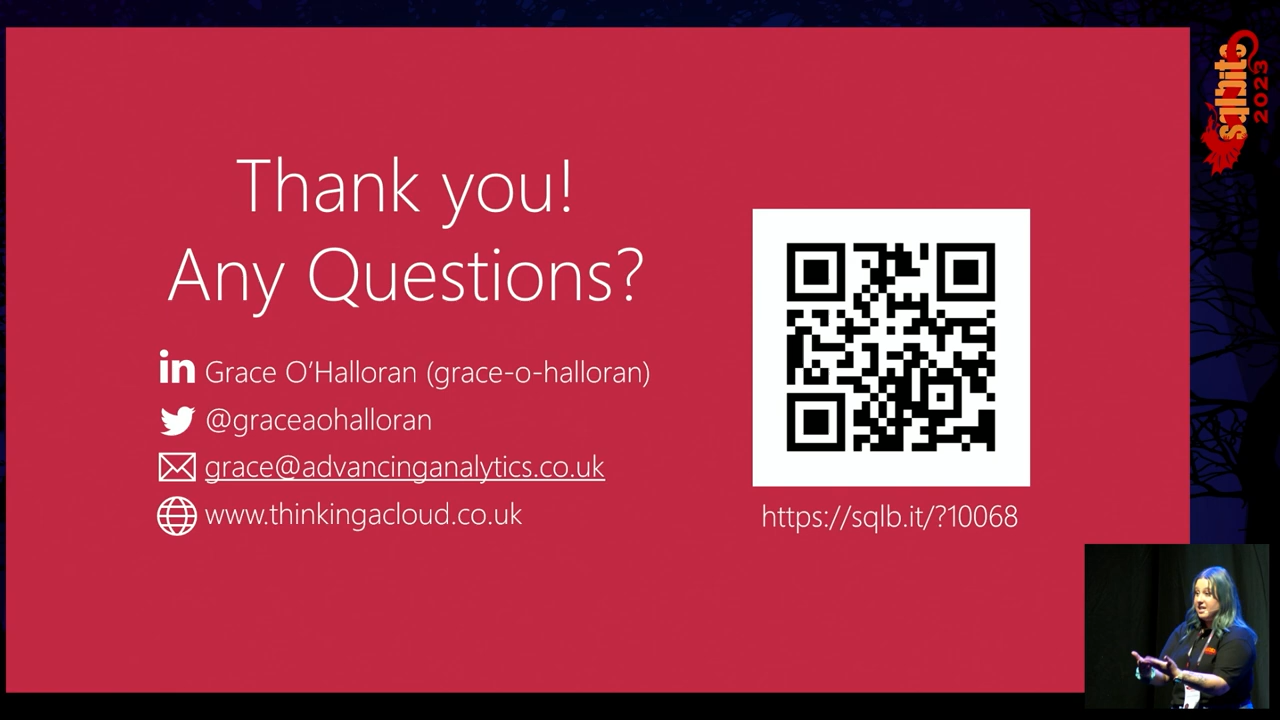 Thank you!
Any Questions?
in Grace O'Halloran (grace-o-halloran)
@graceaohalloran
grace@advancinganalytics.co.uk
www.thinkingacloud.co.uk
https://sqlb.it/?10068
sqlbits
2023